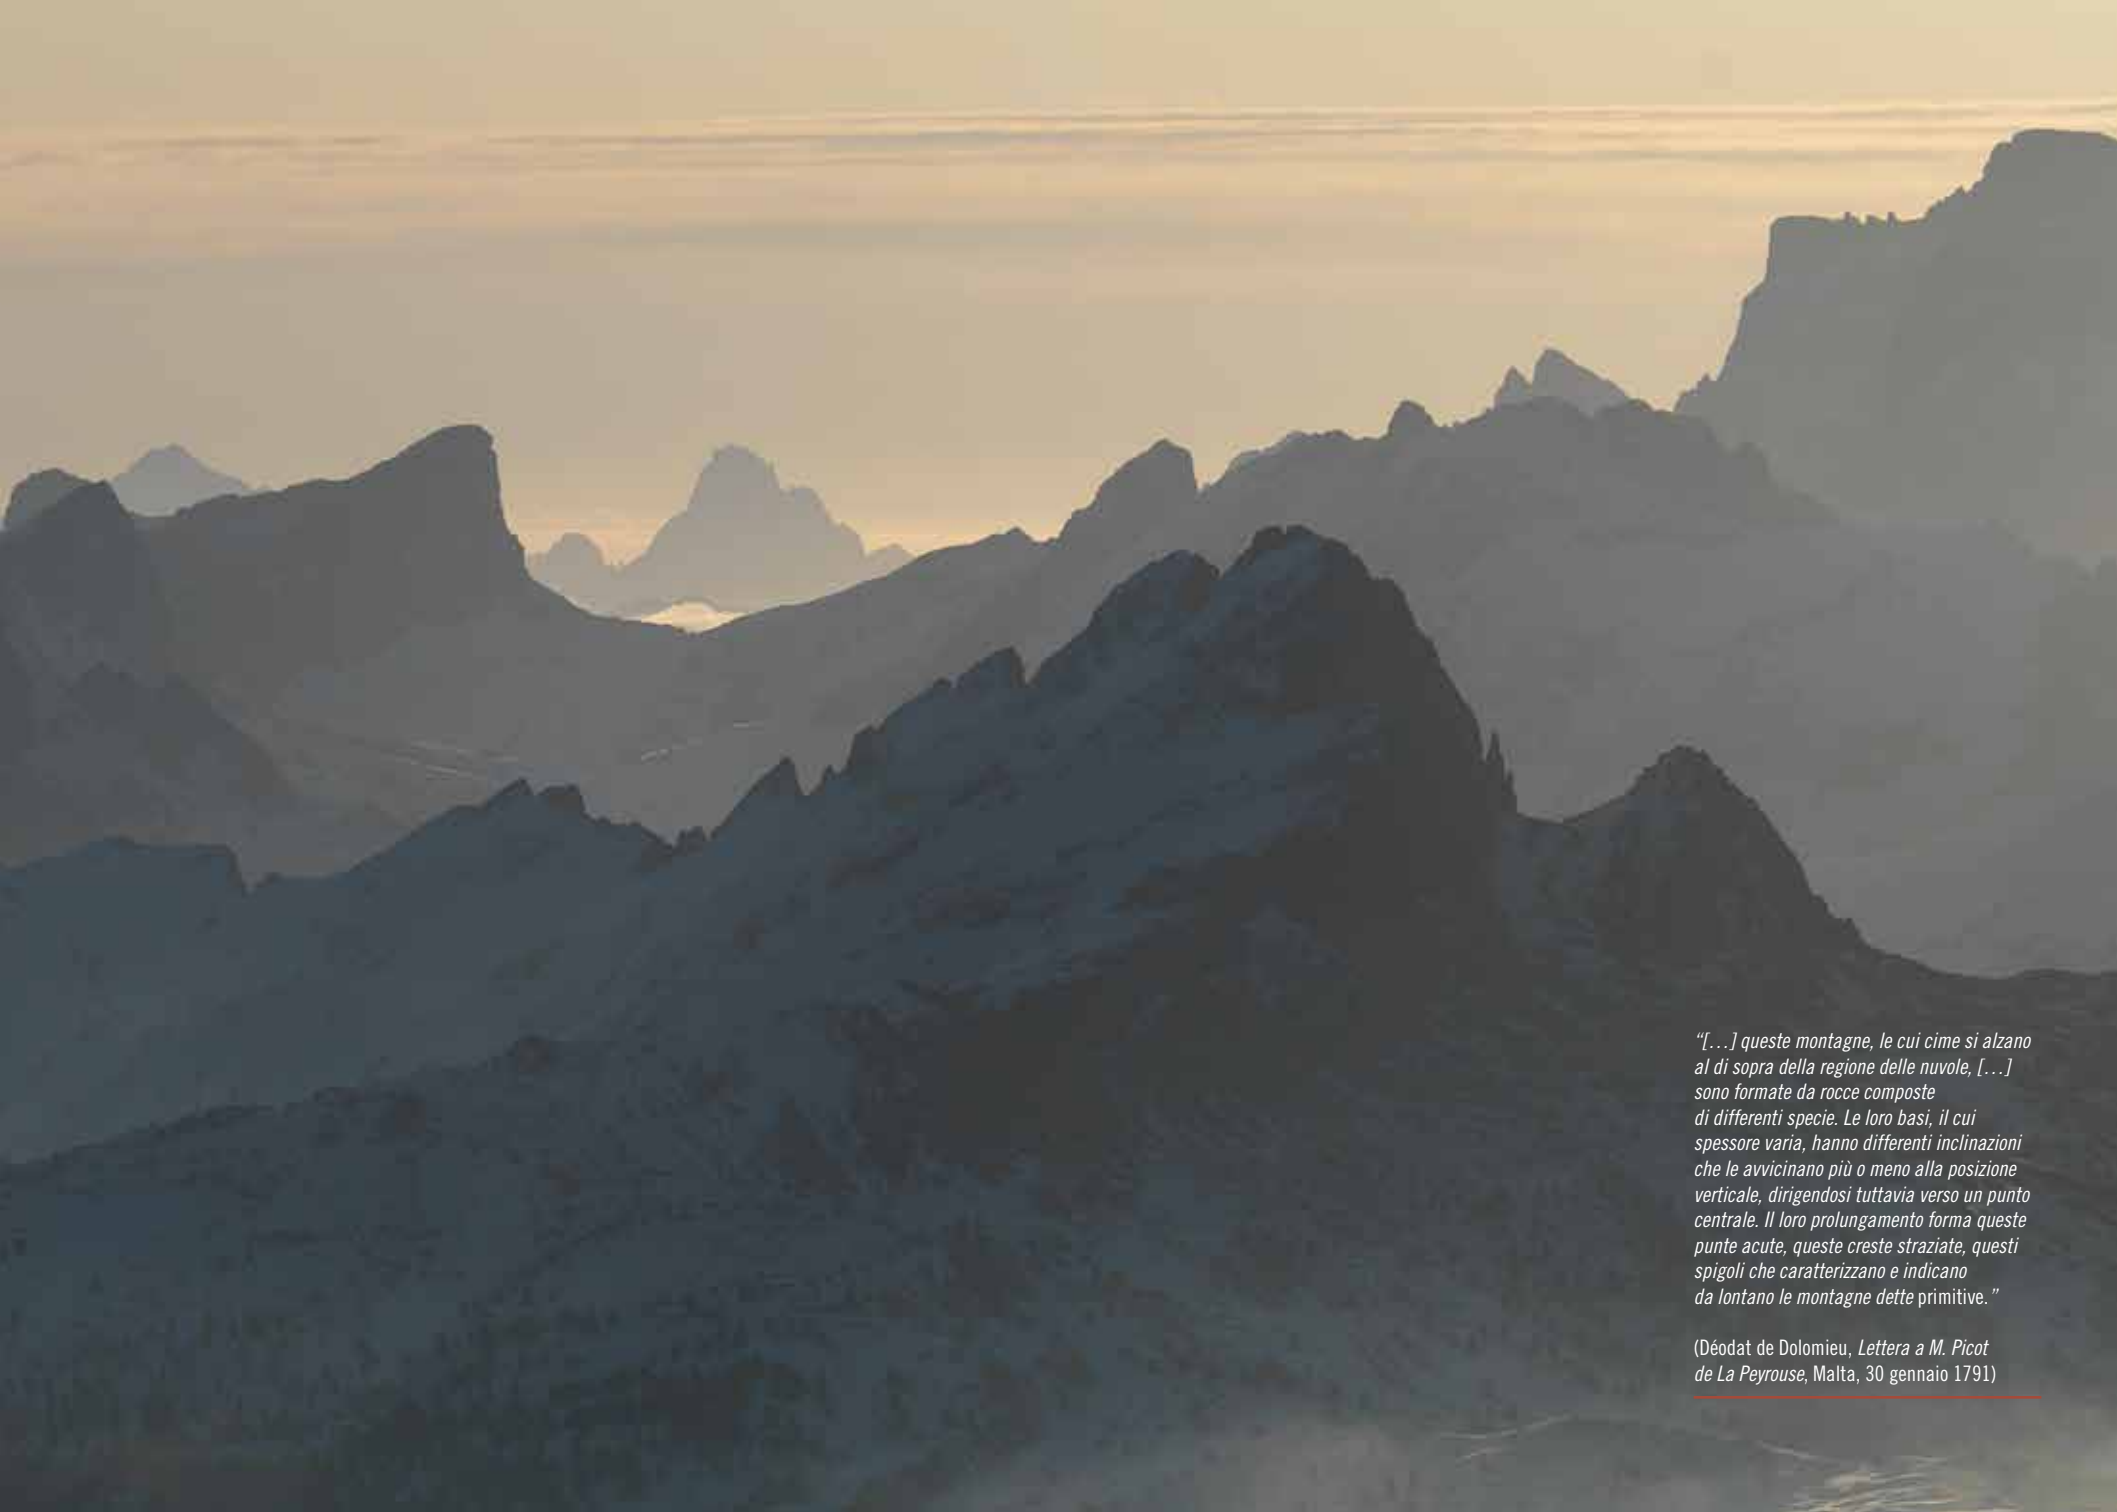 “[…] queste montagne, le cui cime si alzano
al di sopra della regione delle nuvole, […]
sono formate da rocce composte
di differenti specie. Le loro basi, il cui
spessore varia, hanno differenti inclinazioni
che le avvicinano più o meno alla posizione
verticale, dirigendosi tuttavia verso un punto
centrale. Il loro prolungamento forma queste
punte acute, queste creste straziate, questi
spigoli che caratterizzano e indicano
da lontano le montagne dette primitive.”
(Déodat de Dolomieu, Lettera a M. Picot
de La Peyrouse, Malta, 30 gennaio 1791)